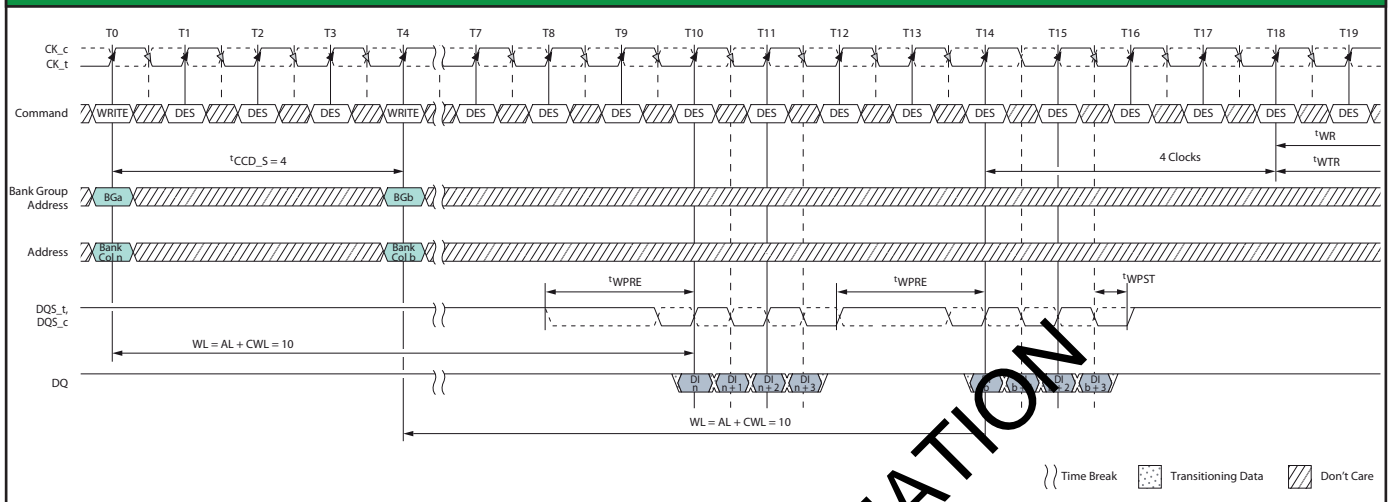 T0 T1 T2 T3 T4 T7 T8 T9 T10 T11 T12 T13 T14 T15 T16 T17 T18 T19
CK_c
CK_t
Command WRITE DES DES DES WRITE DES DES DES DES DES DES DES DES DES DES DES DES DES
tWR
tCCD_S = 4 4 Clocks tWTR
Bank Group
Address BGa BGb
Address Bank
Col n Bank
Col b
tWPRE tWPRE tWPST
DQS_t,
DQS_c
WL = AL + CWL = 10
DQ DI
n DI
n + 1 DI
n + 2 DI
n + 3 DI
b + 3
WL = AL + CWL = 10
Time Break Transitioning Data Don't Care